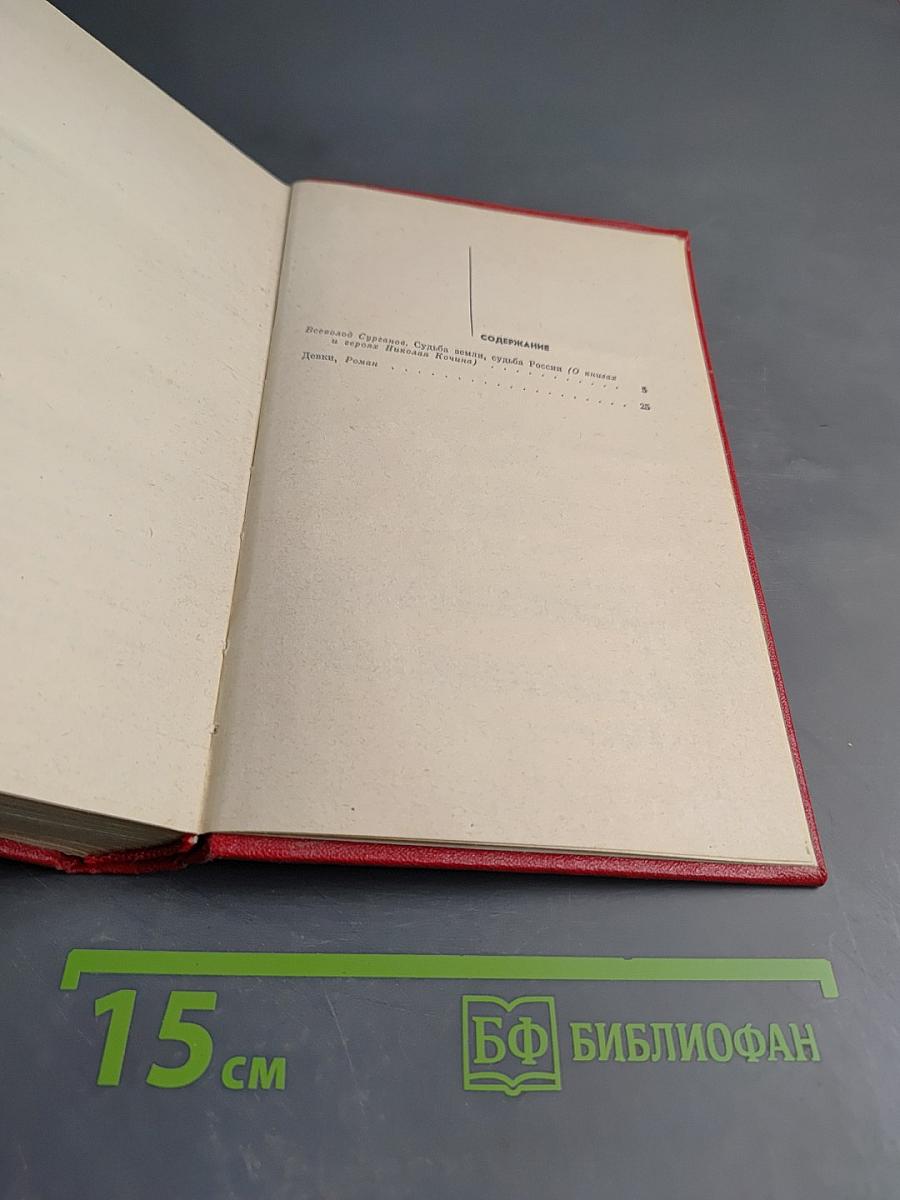 СОДЕРЖАНИЕ
Всеволод Сурганов. Судьба земли, судьба России (О книгах
и героях Николая Кочина) . . . . . . . . . . . . 5
Девки, Роман . . . . . . . . . . . . . . . . . . 25
15 см
БФ БИБЛИОФАН